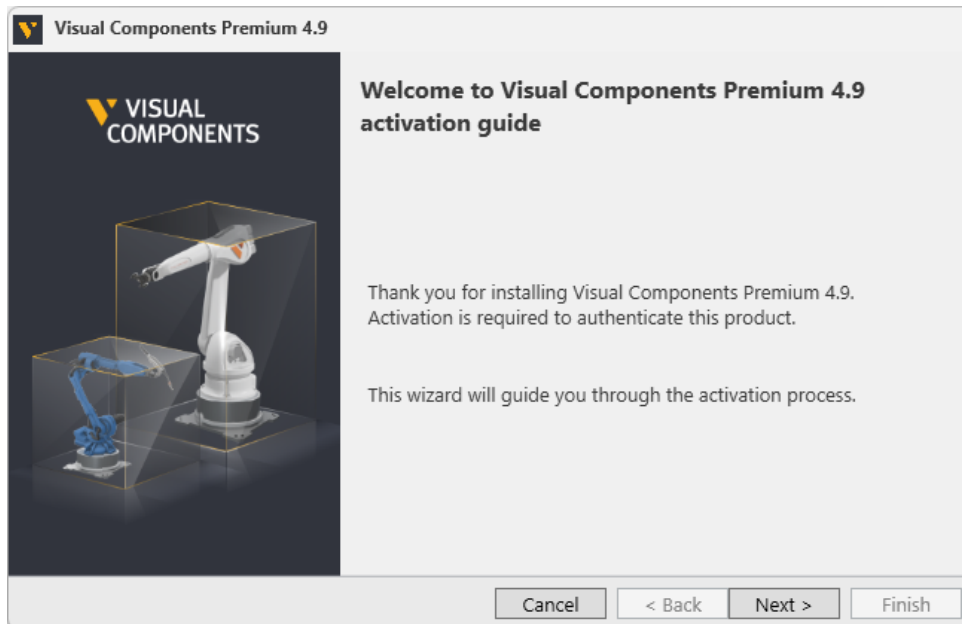 Visual Components Premium 4.9
VISUAL
COMPONENTS
Welcome to Visual Components Premium 4.9
activation guide
Thank you for installing Visual Components Premium 4.9.
Activation is required to authenticate this product.
This wizard will guide you through the activation process.
Cancel
< Back
Next >
Finish